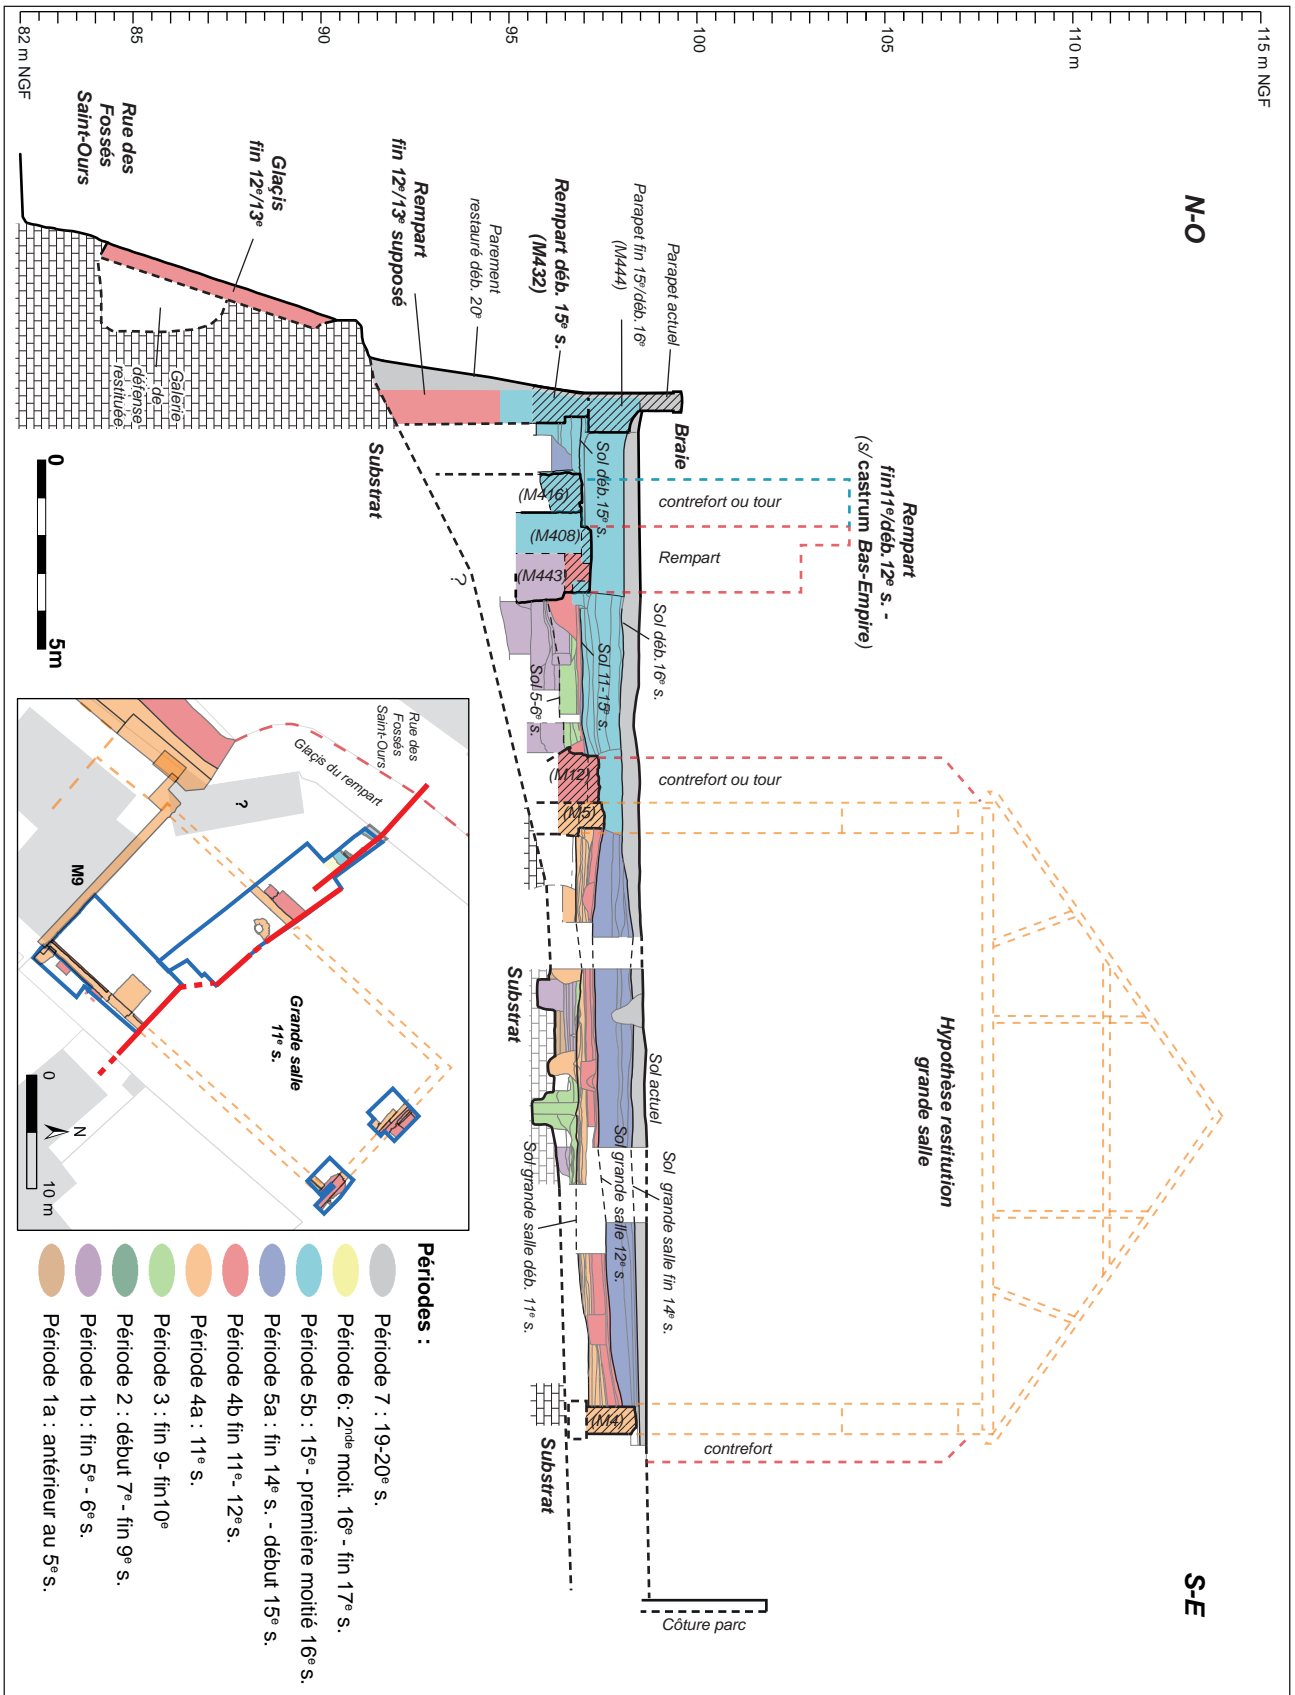 82 m NGF
85
90
95
100
105
110 m
115 m NGF
N-O
S-E
Rue des
Fossés
Saint-Ours
Glaçis
fin 12e/13e
Rempart
fin 12e/13e supposé
Parement
restauré déb. 20e
Rempart déb. 15e s.
(M432)
Parapet fin 15e/déb. 16e
(M444)
Parapet actuel
Galerie
de
défense
restituée
Substrat
Braie
Sol déb.15e s.
(M416)
(M408)
(M443)
?
contrefort ou tour
Rempart
Rempart
fin11e/déb.12e s. -
(s/ castrum Bas-Empire)
Sol déb.16e s.
Sol 11-15e s.
Sol 5-6e s.
(M12)
(M5)
contrefort ou tour
Hypothèse restitution
grande salle
Substrat
Sol actuel
Sol grande salle fin 14e s.
Sol grande salle 12e s.
Sol grande salle déb. 11e s.
(M4)
contrefort
Substrat
Côture parc
0
5m
Rue des
Fossés
Saint-Ours
Glaçis du rempart
?
M9
Grande salle
11e s.
0
N
10 m
Périodes :
Période 7 : 19-20e s.
Période 6: 2nde moit. 16e - fin 17e s.
Période 5b : 15e - première moitié 16e s.
Période 5a : fin 14e s. - début 15e s.
Période 4b fin 11e- 12e s.
Période 4a : 11e s.
Période 3 : fin 9- fin10e
Période 2 : début 7e - fin 9e s.
Période 1b : fin 5e - 6e s.
Période 1a : antérieur au 5e s.